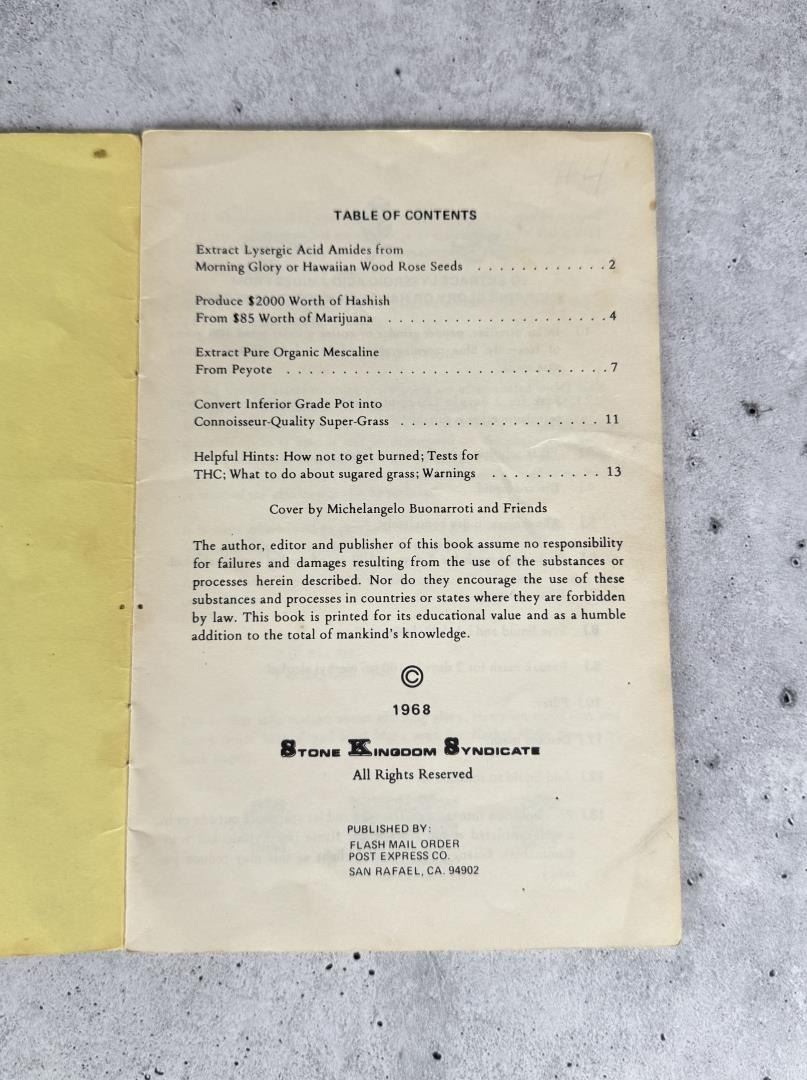 #4
TABLE OF CONTENTS
Extract Lysergic Acid Amides from
Morning Glory or Hawaiian Wood Rose Seeds . . . . . . . . . . . . 2
Produce $2000 Worth of Hashish
From $85 Worth of Marijuana . . . . . . . . . . . . . . . . . . . . 4
Extract Pure Organic Mescaline
From Peyote . . . . . . . . . . . . . . . . . . . . . . . . . . . . . 7
Convert Inferior Grade Pot into
Connoisseur-Quality Super-Grass . . . . . . . . . . . . . . . . . . 11
Helpful Hints: How not to get burned; Tests for
THC; What to do about sugared grass; Warnings . . . . . . . . . . 13
Cover by Michelangelo Buonarroti and Friends
The author, editor and publisher of this book assume no responsibility
for failures and damages resulting from the use of the substances or
processes herein described. Nor do they encourage the use of these
substances and processes in countries or states where they are forbidden
by law. This book is printed for its educational value and as a humble
addition to the total of mankind's knowledge.
©
1968
STONE KINGDOM SYNDICATE
All Rights Reserved
PUBLISHED BY:
FLASH MAIL ORDER
POST EXPRESS CO.
SAN RAFAEL, CA. 94902